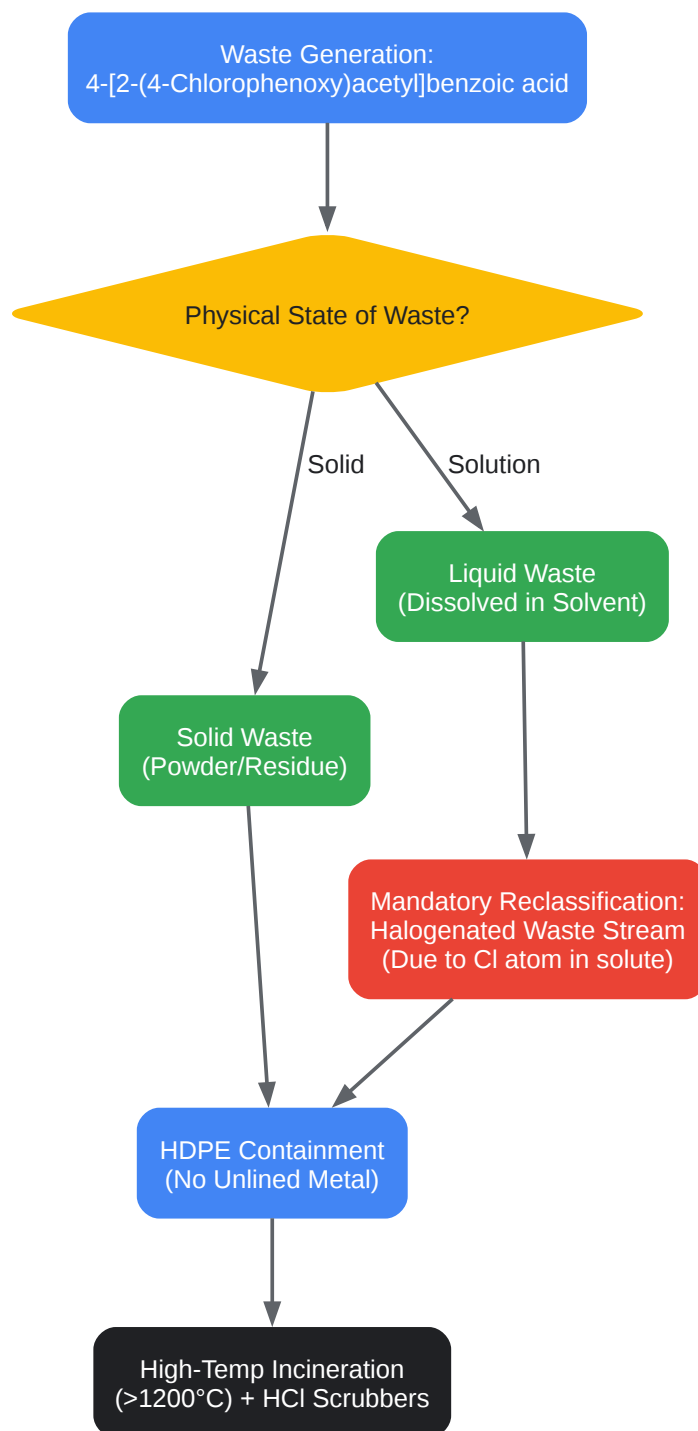 Waste Generation:
4-[2-(4-Chlorophenoxy)acetyl]benzoic acid
Physical State of Waste?
Solid
Solution
Liquid Waste
(Dissolved in Solvent)
Solid Waste
(Powder/Residue)
Mandatory Reclassification:
Halogenated Waste Stream
(Due to Cl atom in solute)
HDPE Containment
(No Unlined Metal)
High-Temp Incineration
(>1200°C) + HCl Scrubbers